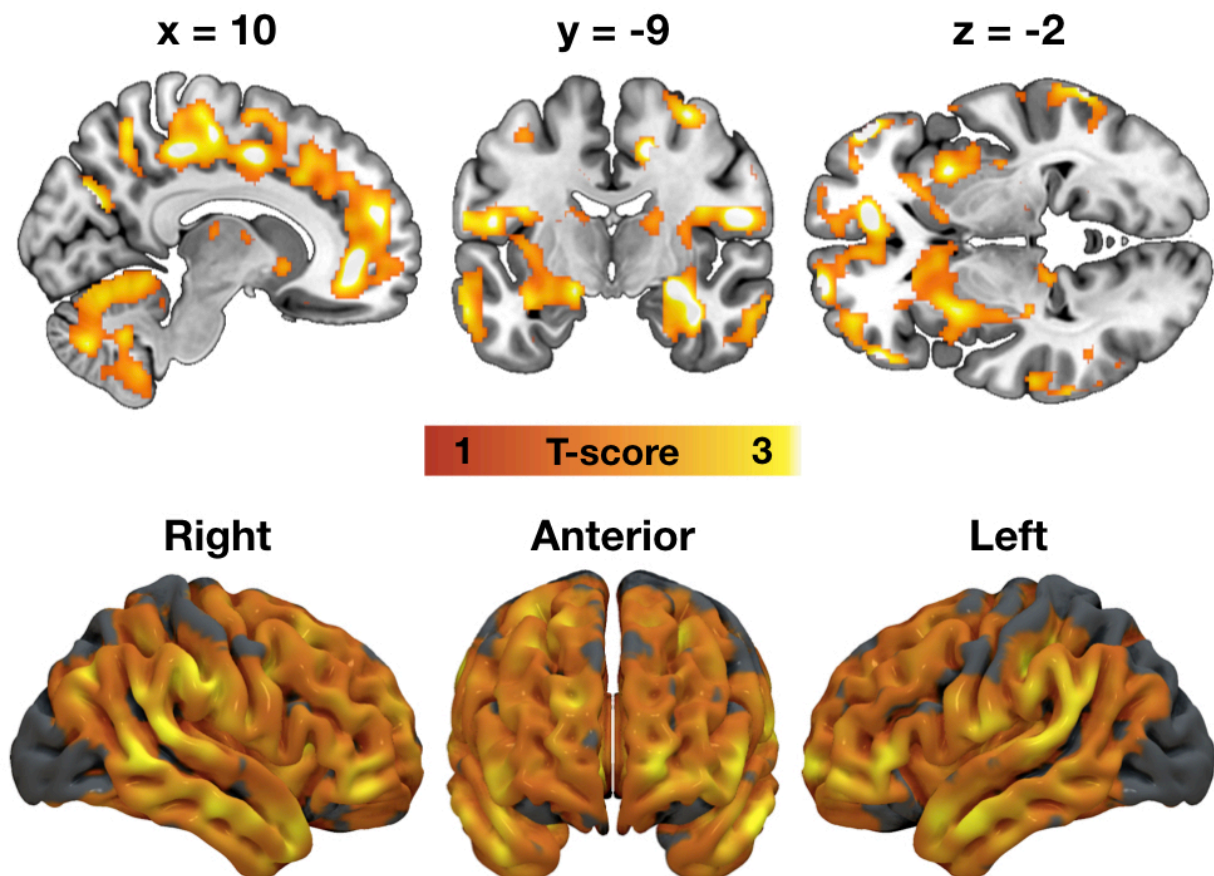 x = 10 y = -9 z = -2
1 T-score 3
Right Anterior Left